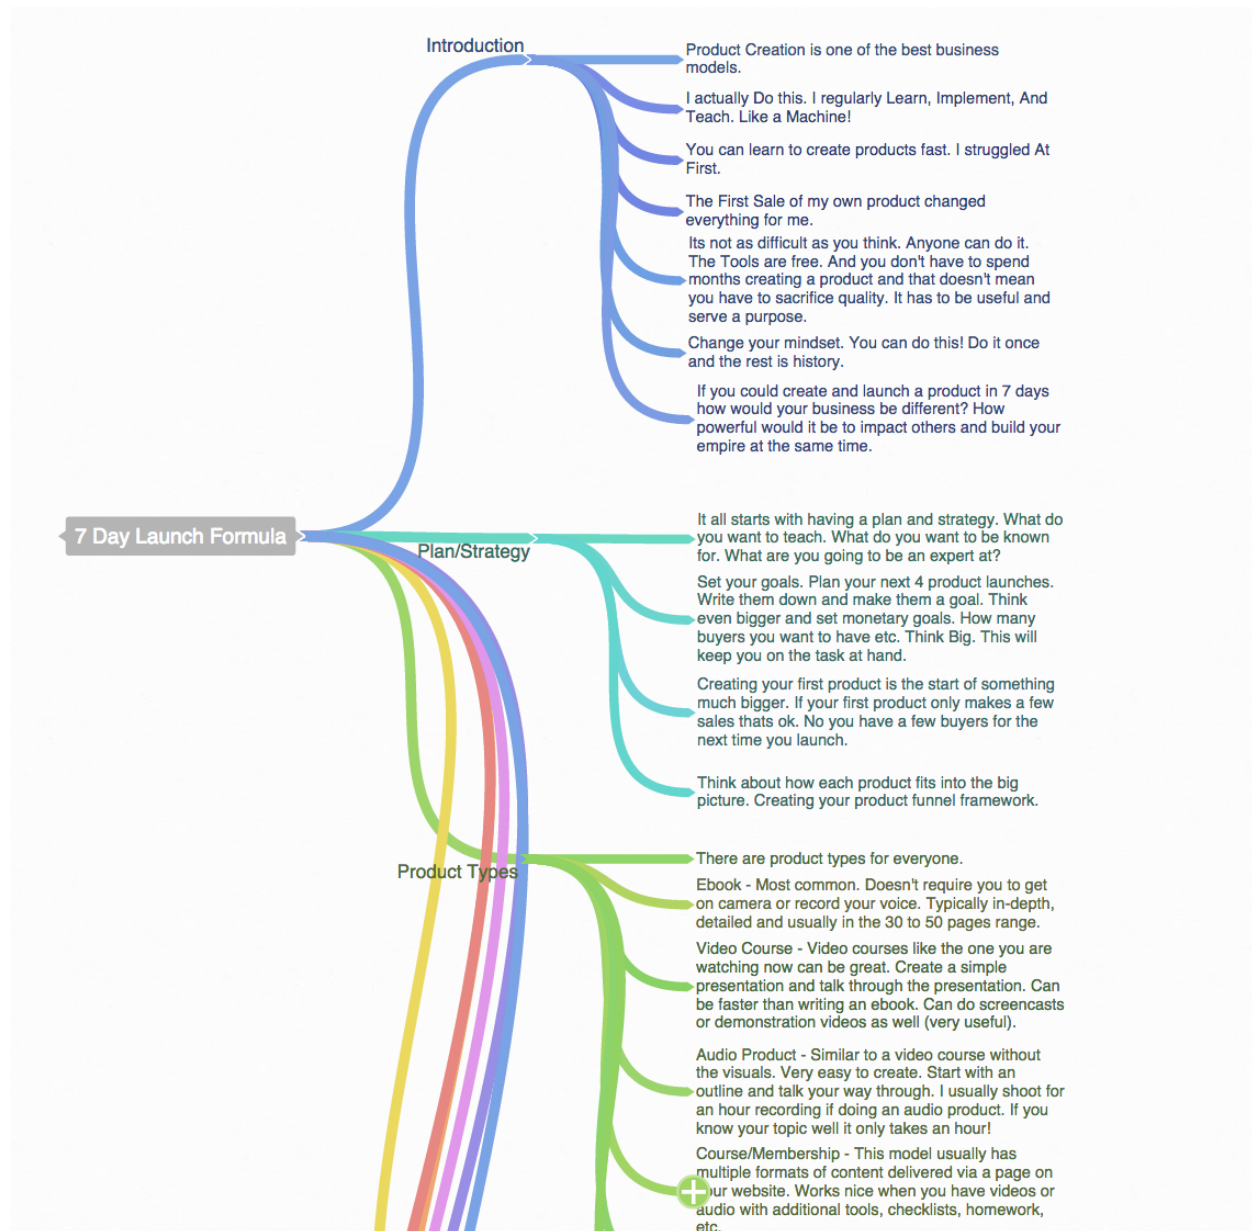 Introduction
Product Creation is one of the best business
models.
I actually Do this. I regularly Learn, Implement, And
Teach. Like a Machine!
You can learn to create products fast. I struggled At
First.
The First Sale of my own product changed
everything for me.
Its not as difficult as you think. Anyone can do it.
The Tools are free. And you don't have to spend
months creating a product and that doesn't mean
you have to sacrifice quality. It has to be useful and
serve a purpose.
Change your mindset. You can do this! Do it once
and the rest is history.
If you could create and launch a product in 7 days
how would your business be different? How
powerful would it be to impact others and build your
empire at the same time.
7 Day Launch Formula
Plan/Strategy
It all starts with having a plan and strategy. What do
you want to teach. What do you want to be known
for. What are you going to be an expert at?
Set your goals. Plan your next 4 product launches.
Write them down and make them a goal. Think
even bigger and set monetary goals. How many
buyers you want to have etc. Think Big. This will
keep you on the task at hand.
Creating your first product is the start of something
much bigger. If your first product only makes a few
sales thats ok. No you have a few buyers for the
next time you launch.
Think about how each product fits into the big
picture. Creating your product funnel framework.
Product Types
There are product types for everyone.
Ebook - Most common. Doesn't require you to get
on camera or record your voice. Typically in-depth,
detailed and usually in the 30 to 50 pages range.
Video Course - Video courses like the one you are
watching now can be great. Create a simple
presentation and talk through the presentation. Can
be faster than writing an ebook. Can do screencasts
or demonstration videos as well (very useful).
Audio Product - Similar to a video course without
the visuals. Very easy to create. Start with an
outline and talk your way through. I usually shoot for
an hour recording if doing an audio product. If you
know your topic well it only takes an hour!
Course/Membership - This model usually has
multiple formats of content delivered via a page on
your website. Works nice when you have videos or
audio with additional tools, checklists, homework,
etc.